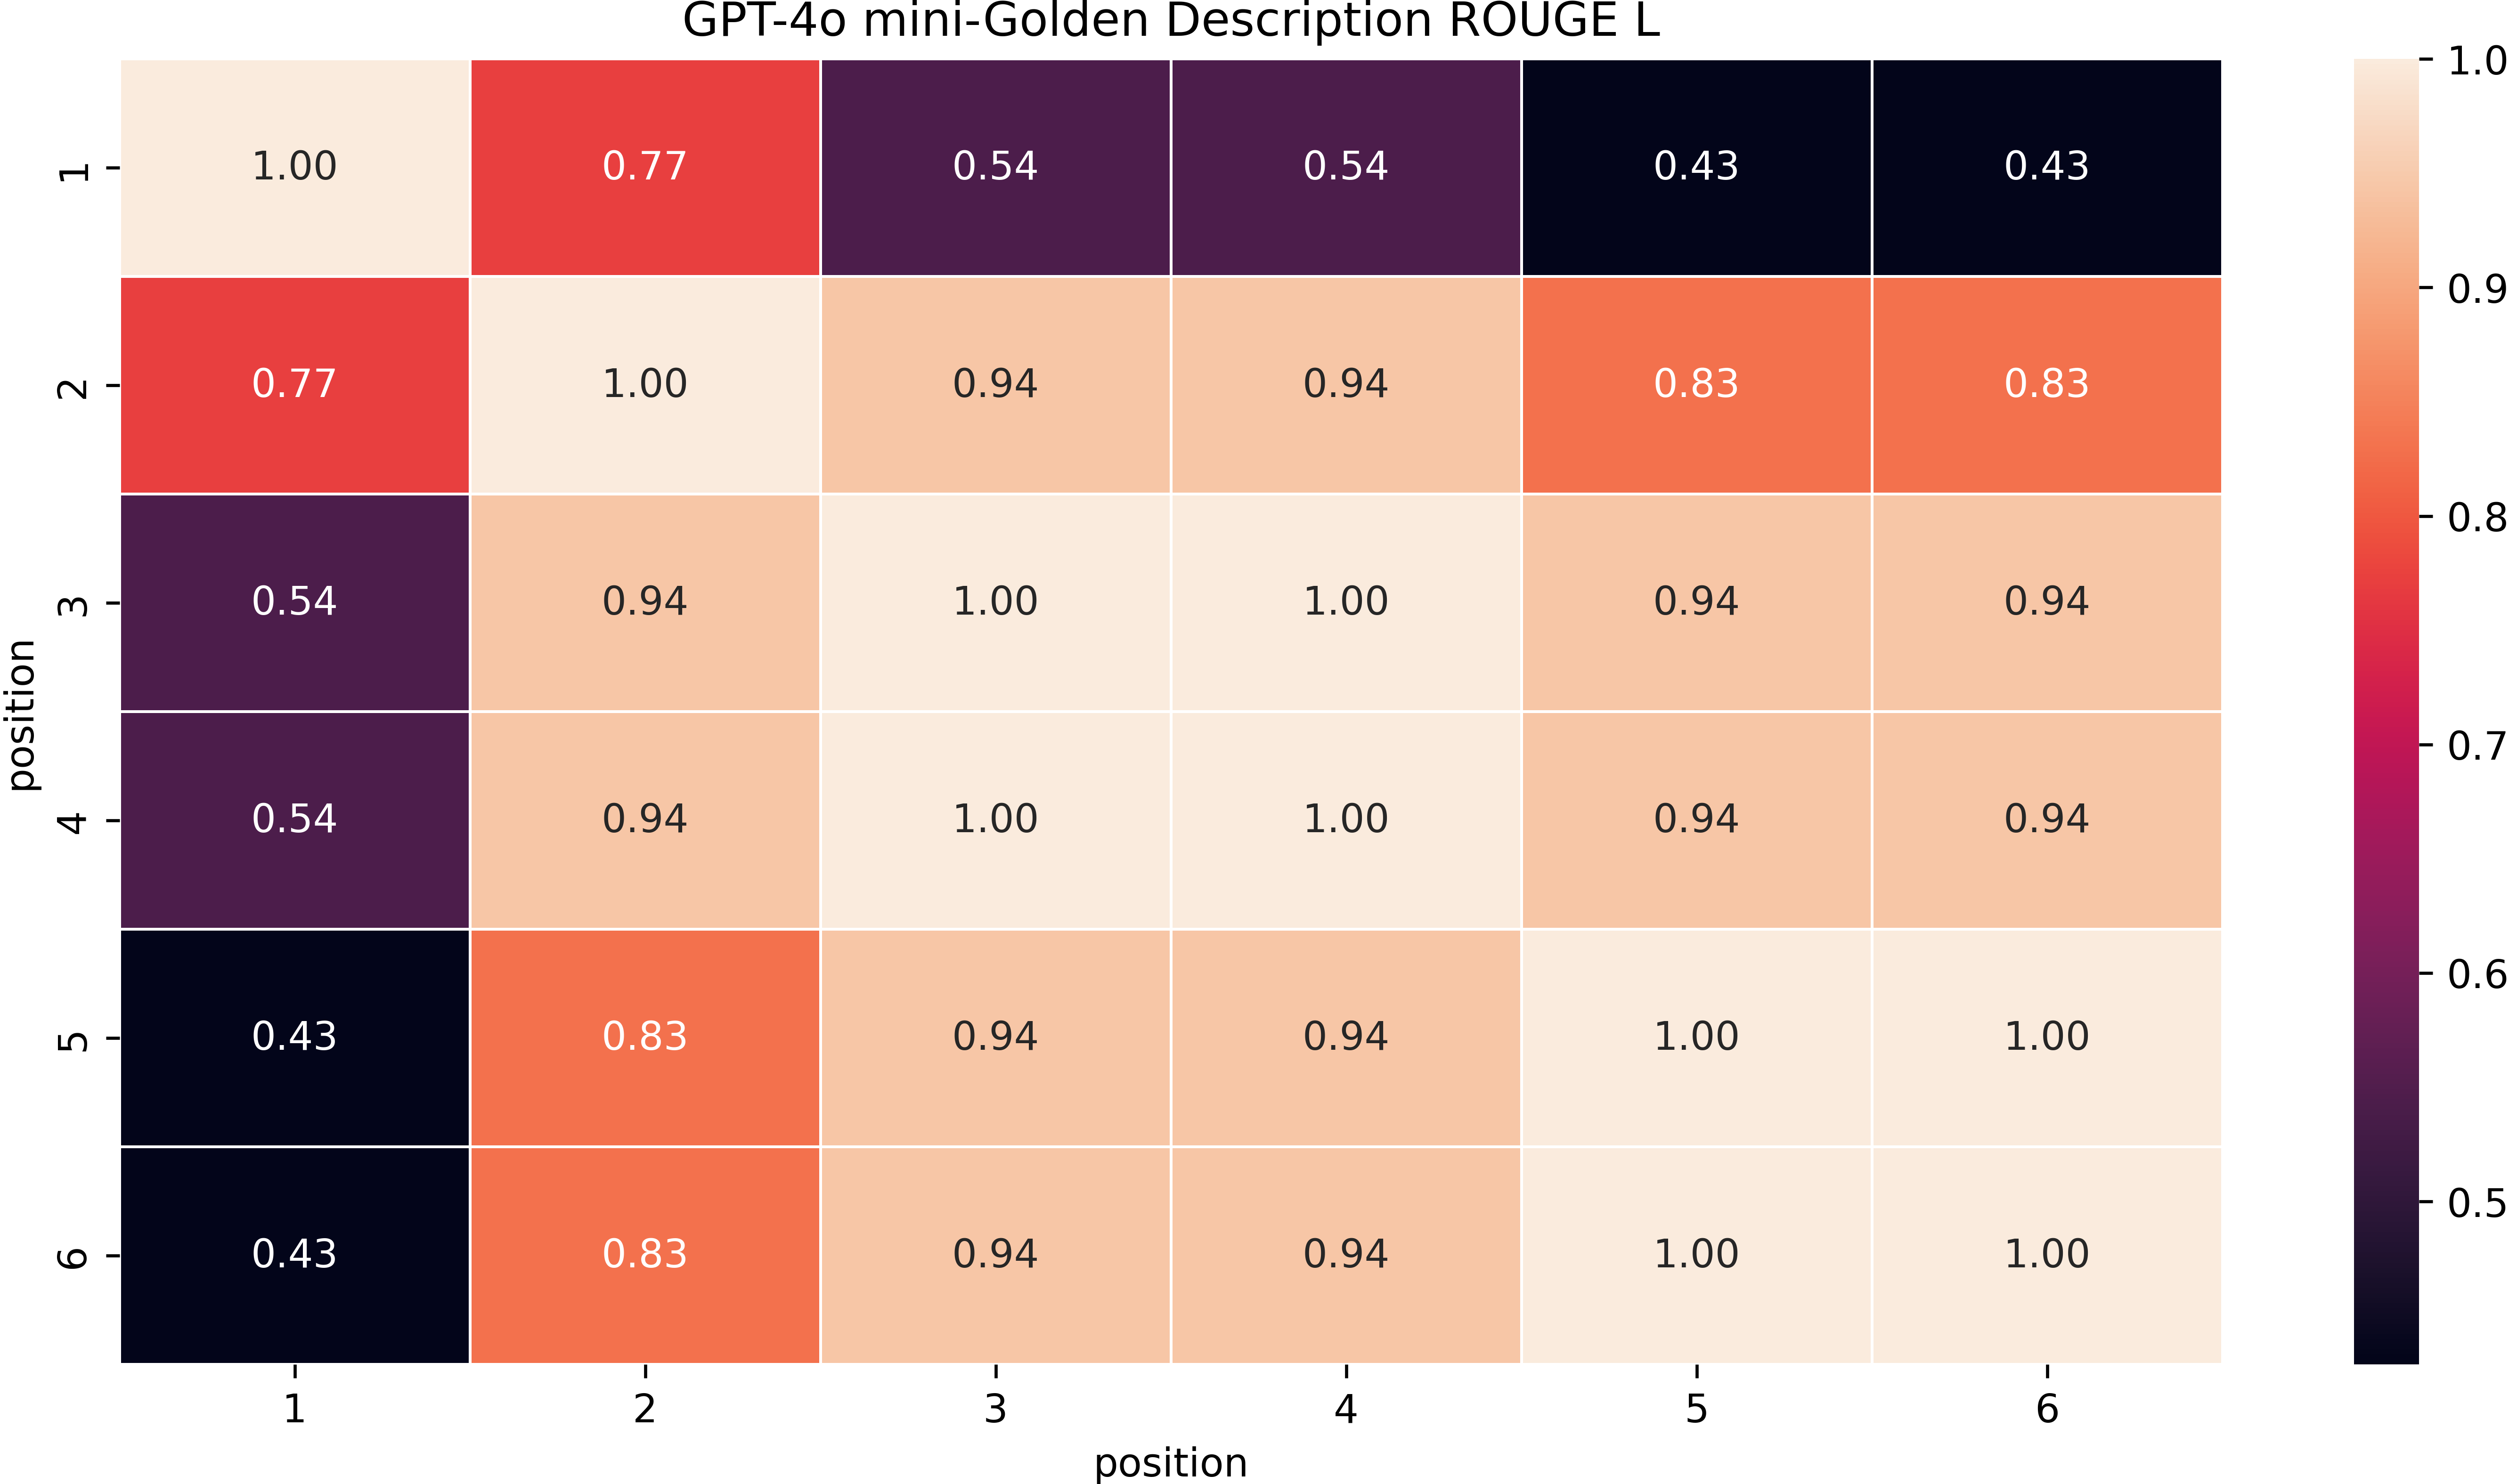 GPT-4o mini-Golden Description ROUGE L
1.0
1 1.00 0.77 0.54 0.54 0.43 0.43
0.9
2 0.77 1.00 0.94 0.94 0.83 0.83
0.8
3 0.54 0.94 1.00 1.00 0.94 0.94
position
0.7
4 0.54 0.94 1.00 1.00 0.94 0.94
0.6
5 0.43 0.83 0.94 0.94 1.00 1.00
0.5
6 0.43 0.83 0.94 0.94 1.00 1.00
1 2 3 4 5 6
position